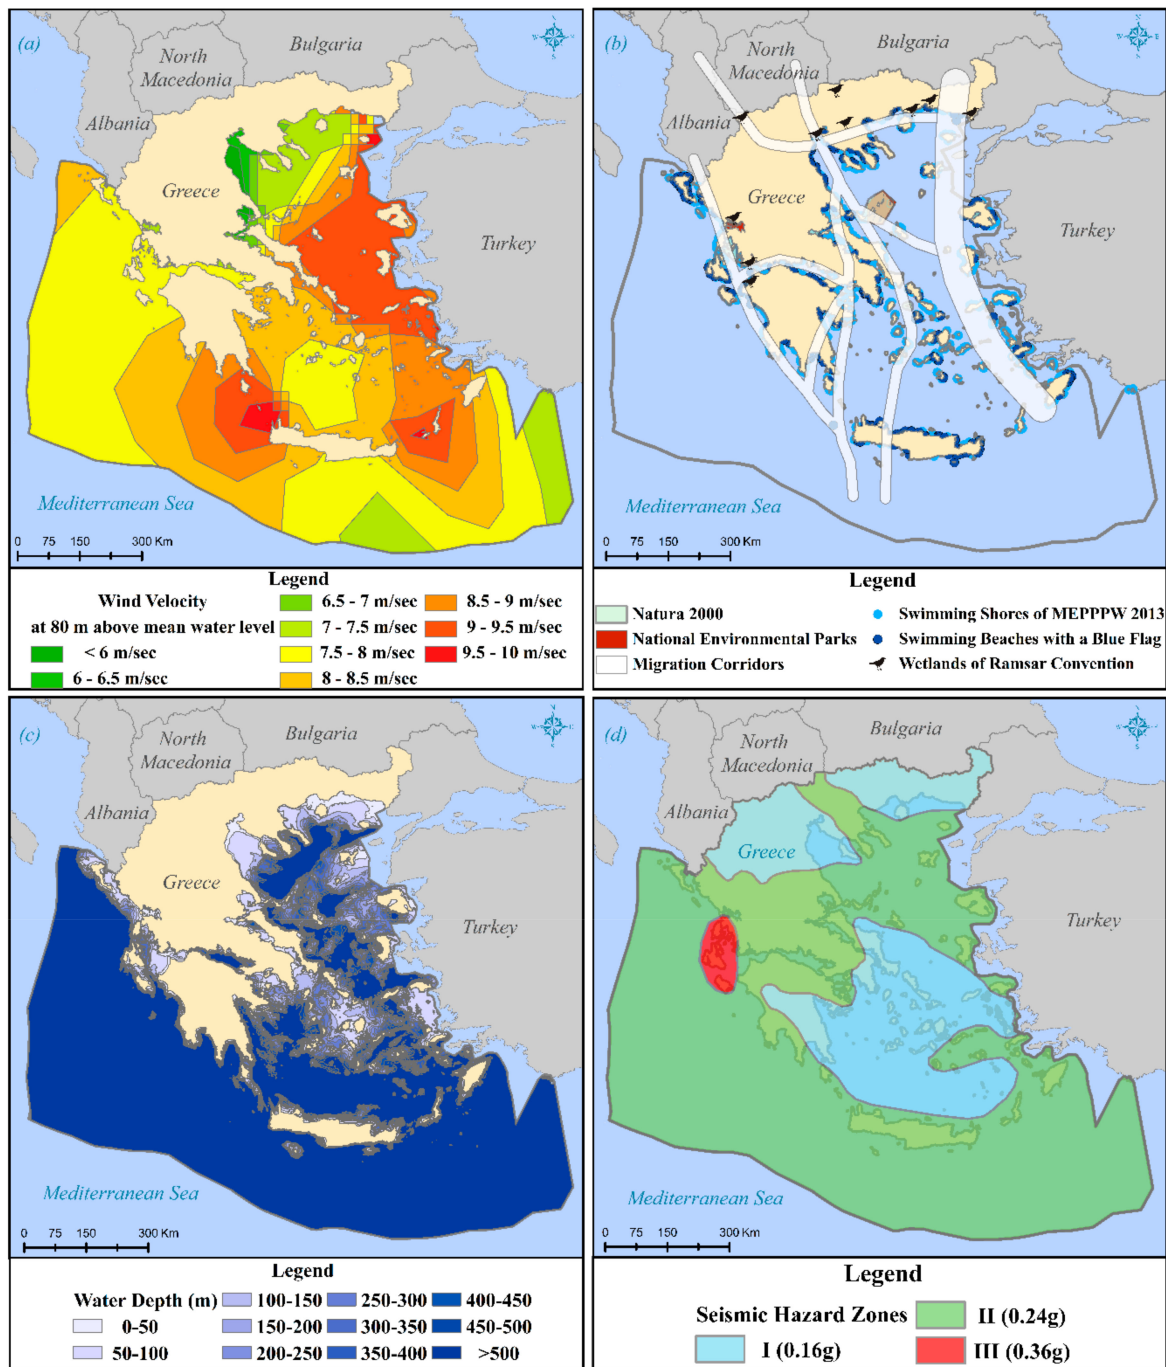 (a)
Bulgaria
North
Macedonia
Albania
Greece
Turkey
Mediterranean Sea
0 75 150 300 Km
Legend
Wind Velocity
at 80 m above mean water level
< 6 m/sec
6 - 6.5 m/sec
6.5 - 7 m/sec
7 - 7.5 m/sec
7.5 - 8 m/sec
8 - 8.5 m/sec
8.5 - 9 m/sec
9 - 9.5 m/sec
9.5 - 10 m/sec
(b)
Bulgaria
North
Macedonia
Albania
Greece
Turkey
Mediterranean Sea
0 75 150 300 Km
Legend
Natura 2000
National Environmental Parks
Migration Corridors
Swimming Shores of MEPPPW 2013
Swimming Beaches with a Blue Flag
Wetlands of Ramsar Convention
(c)
Bulgaria
North
Macedonia
Albania
Greece
Turkey
Mediterranean Sea
0 75 150 300 Km
Legend
Water Depth (m)
0-50
50-100
100-150
150-200
200-250
250-300
300-350
350-400
400-450
450-500
>500
(d)
Bulgaria
North
Macedonia
Albania
Greece
Turkey
Mediterranean Sea
0 75 150 300 Km
Legend
Seismic Hazard Zones
I (0.16g)
II (0.24g)
III (0.36g)